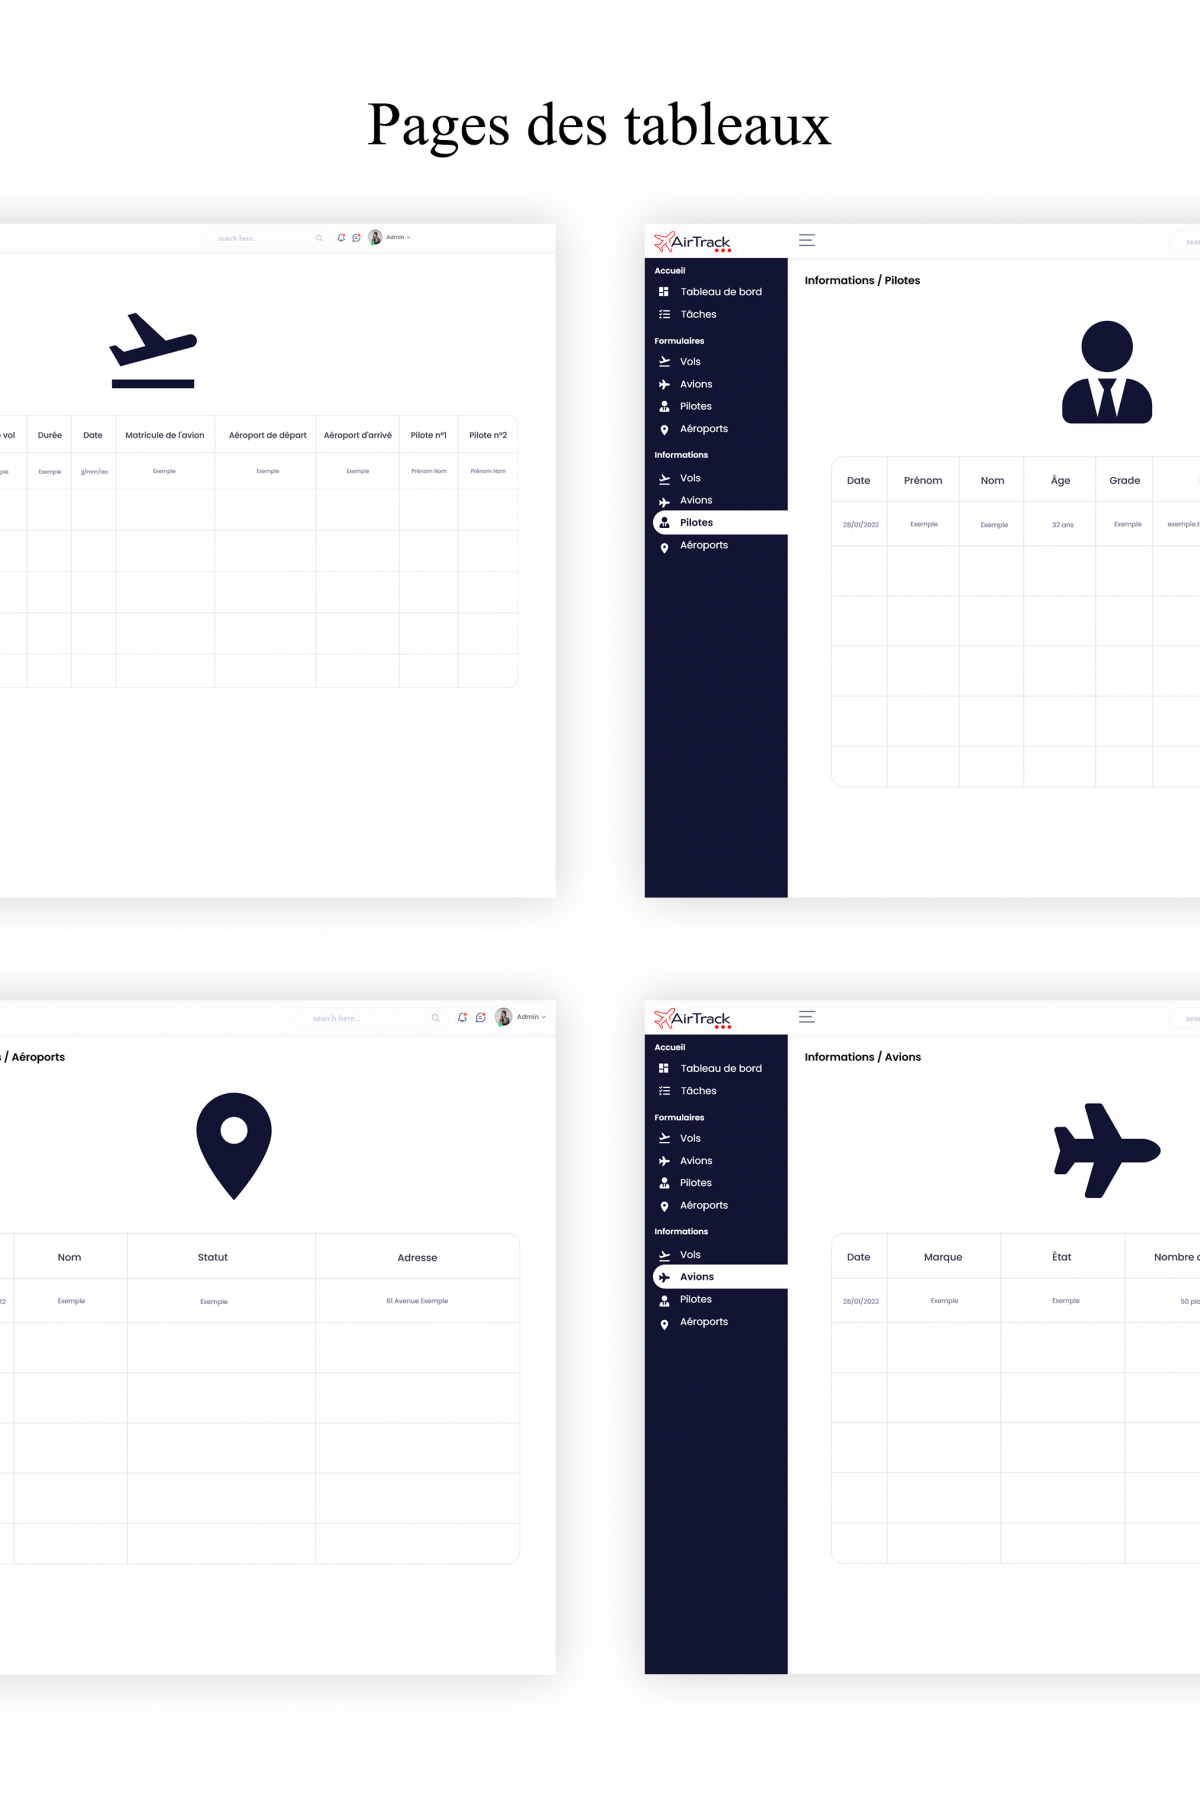 Pages des tableaux
search here...
Admin
vol Durée Date Matricule de l'avion Aéroport de départ Aéroport d'arrivé Pilote n°1 Pilote n°2
Exemple jj/mm/aa Exemple Exemple Exemple Prénom Nom Prénom Nom
AirTrack
Accueil
Tableau de bord
Tâches
Formulaires
Vols
Avions
Pilotes
Aéroports
Informations
Vols
Avions
Pilotes
Aéroports
Informations / Pilotes
Date Prénom Nom Âge Grade
28/01/2022 Exemple Exemple 32 ans Exemple exemple.t
search here...
Admin
/ Aéroports
Nom Statut Adresse
22 Exemple Exemple 61 Avenue Exemple
AirTrack
Accueil
Tableau de bord
Tâches
Formulaires
Vols
Avions
Pilotes
Aéroports
Informations
Vols
Avions
Pilotes
Aéroports
Informations / Avions
Date Marque État Nombre
28/01/2022 Exemple Exemple 50